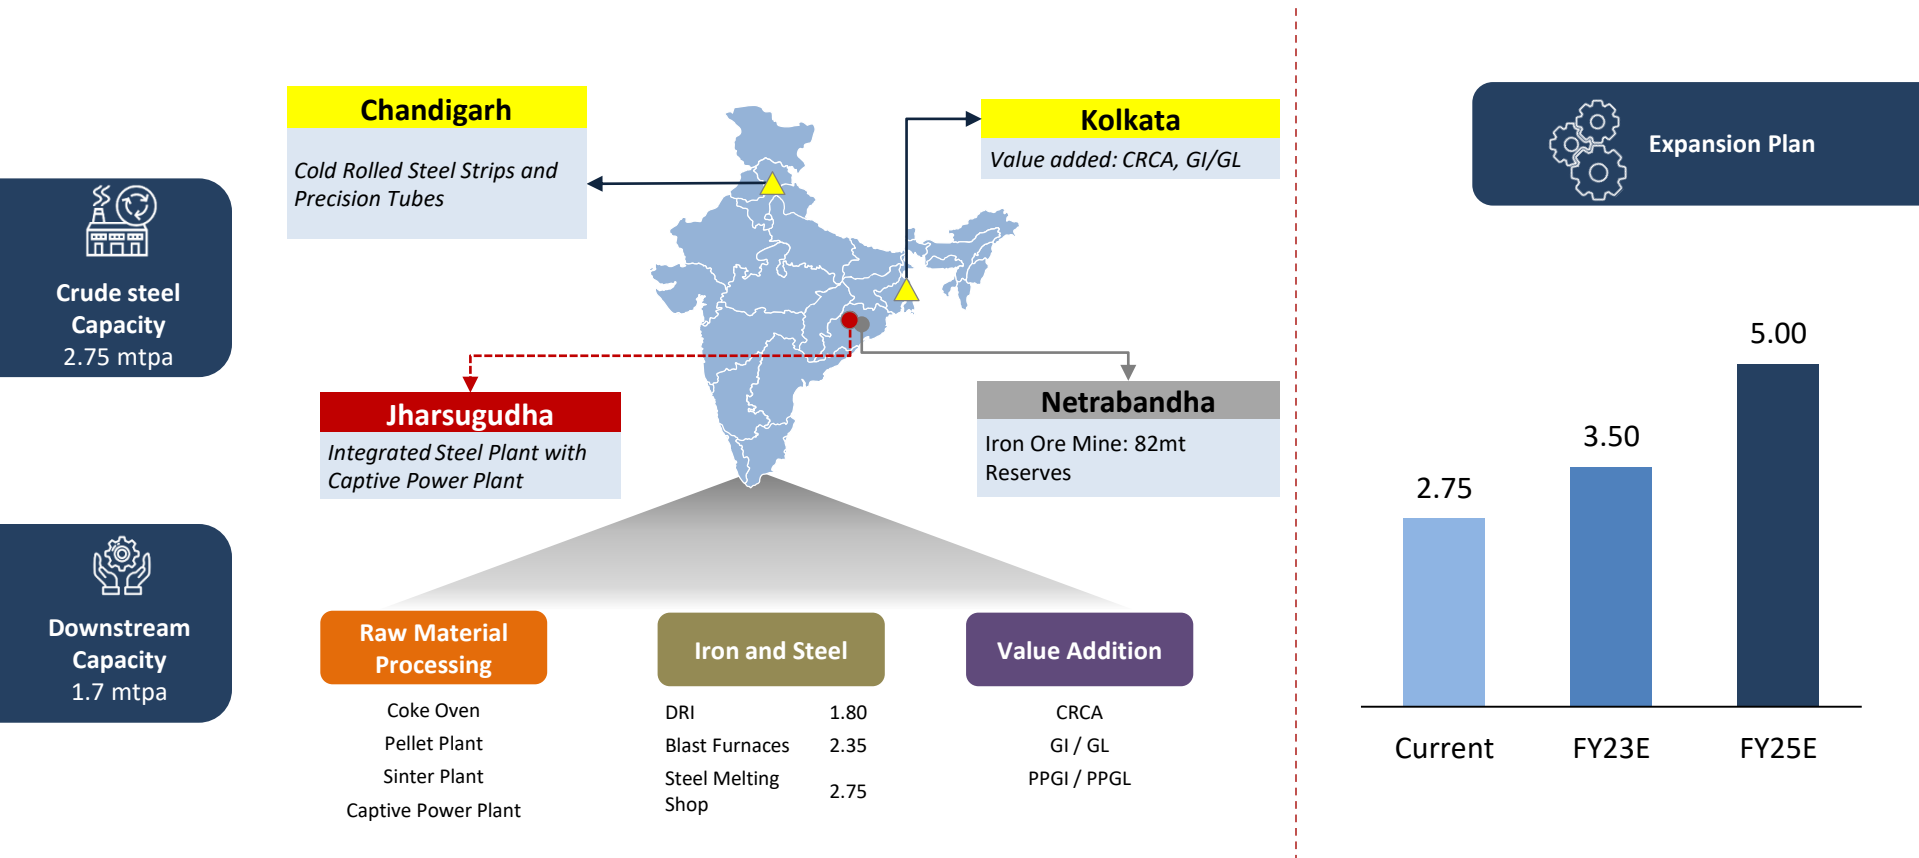 Crude steel
Capacity
2.75 mtpa
Downstream
Capacity
1.7 mtpa
Chandigarh
Cold Rolled Steel Strips and
Precision Tubes
Kolkata
Value added: CRCA, GI/GL
Jharsugudha
Integrated Steel Plant with
Captive Power Plant
Netrabandha
Iron Ore Mine: 82mt
Reserves
Raw Material
Processing
Coke Oven
Pellet Plant
Sinter Plant
Captive Power Plant
Iron and Steel
DRI 1.80
Blast Furnaces 2.35
Steel Melting
Shop 2.75
Value Addition
CRCA
GI / GL
PPGI / PPGL
Expansion Plan
2.75
3.50
5.00
Current
FY23E
FY25E